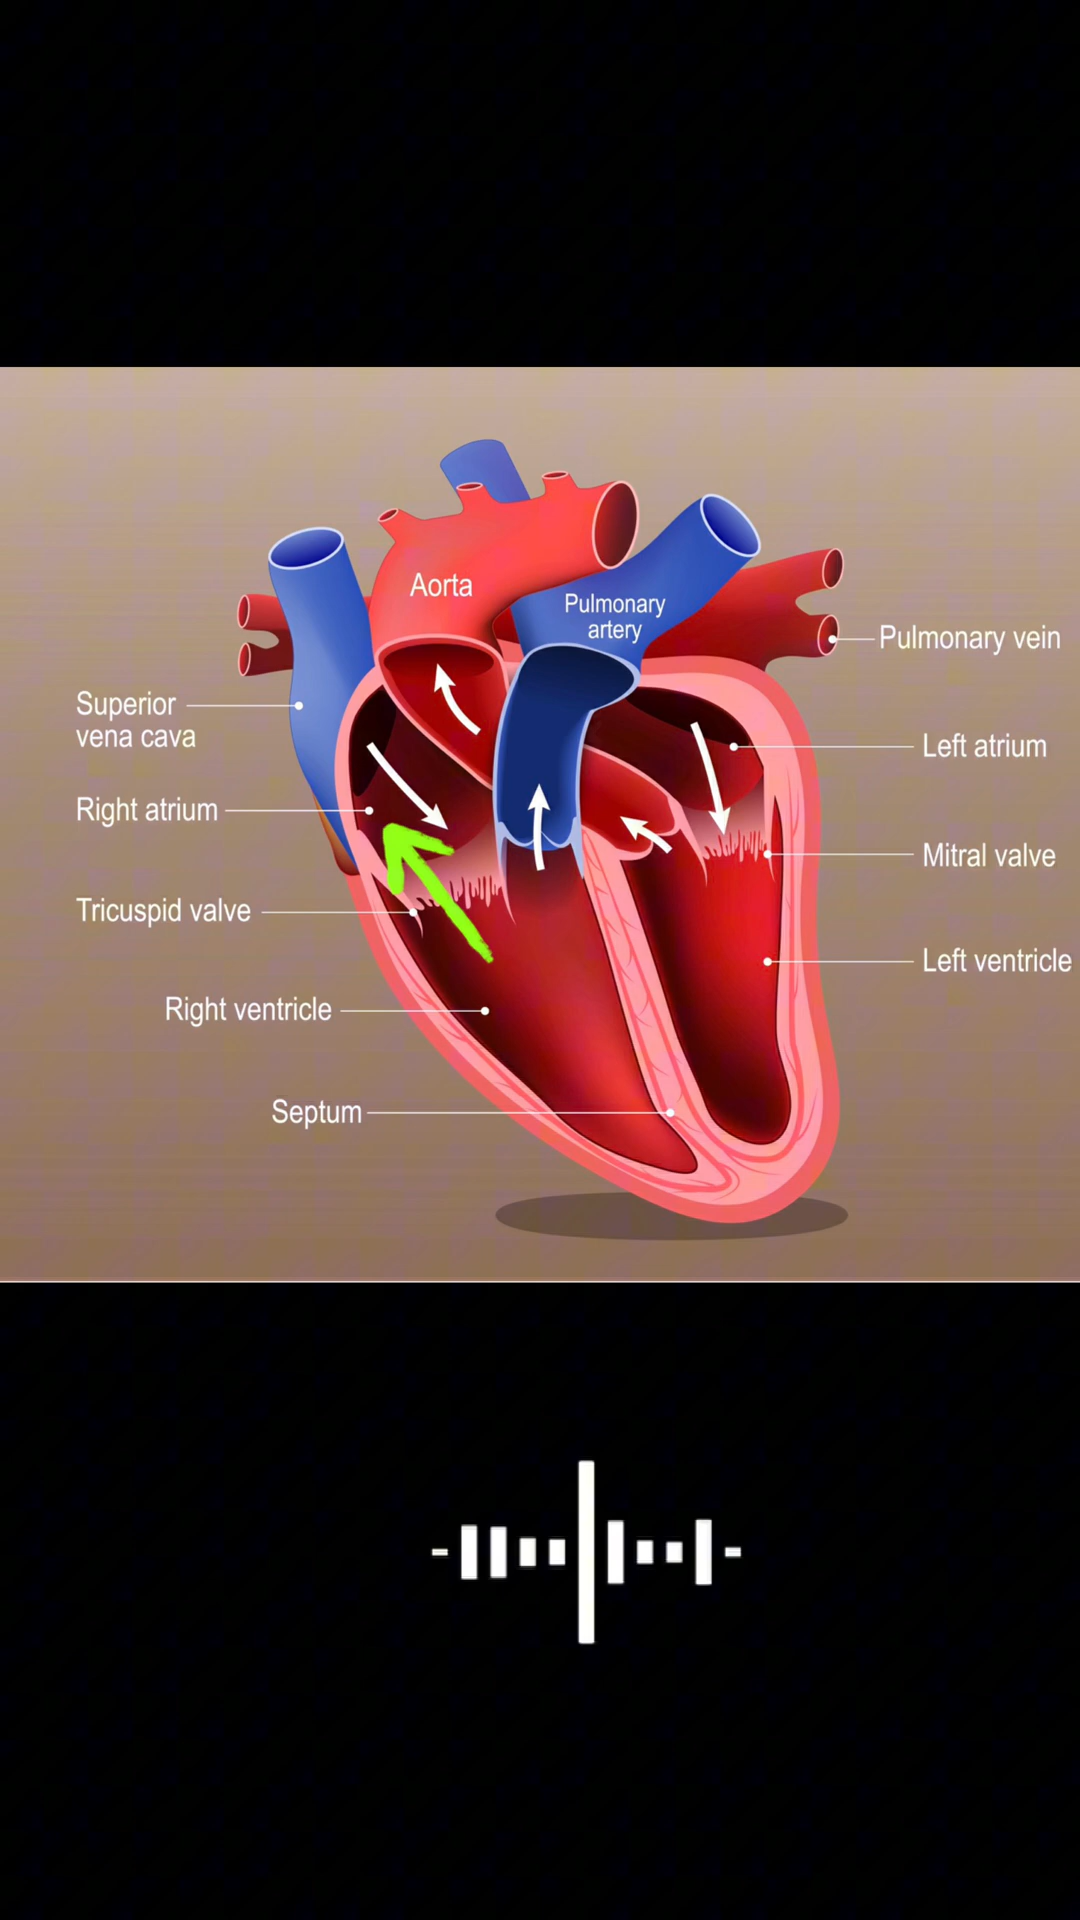 Aorta
Pulmonary
artery
Pulmonary vein
Superior
vena cava
Left atrium
Right atrium
Mitral valve
Tricuspid valve
Left ventricle
Right ventricle
Septum